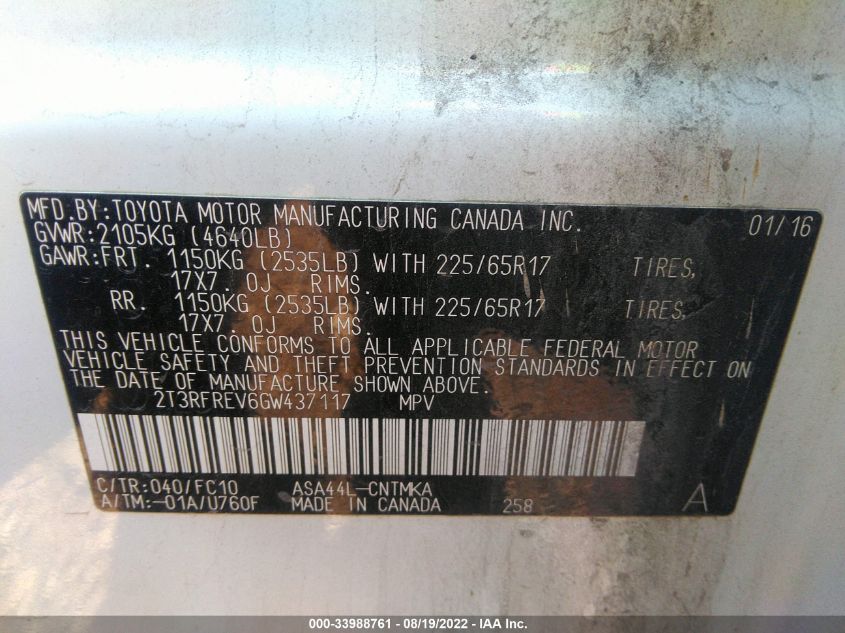 MFD.BY:TOYOTA MOTOR MANUFACTURING CANADA INC. 01/16
GVWR:2105KG (4640LB)
GAWR:FRT. 1150KG (2535LB) WITH 225/65R17 TIRES,
17X7. OJ RIMS.
RR. 1150KG (2535LB) WITH 225/65R17 TIRES,
17X7. OJ RIMS.
THIS VEHICLE CONFORMS TO ALL APPLICABLE FEDERAL MOTOR
VEHICLE SAFETY AND THEFT PREVENTION STANDARDS IN EFFECT ON
THE DATE OF MANUFACTURE SHOWN ABOVE.
2T3RFREV6GW437117 MPV
C/TR:040/FC10 ASA44L-CNTMKA
A/TM:-01A/U760F MADE IN CANADA 258 A
000-33988761 - 08/19/2022 - IAA Inc.